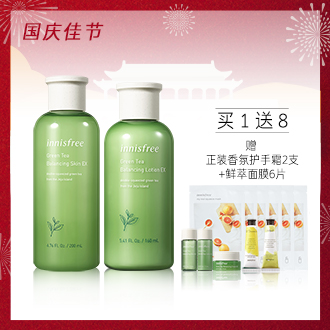 国庆佳节
买1送8
赠
正装香氛护手霜2支
+鲜萃面膜6片
innisfree
Green Tea
Balancing Skin EX
innisfree
Green Tea
Balancing Lotion EX